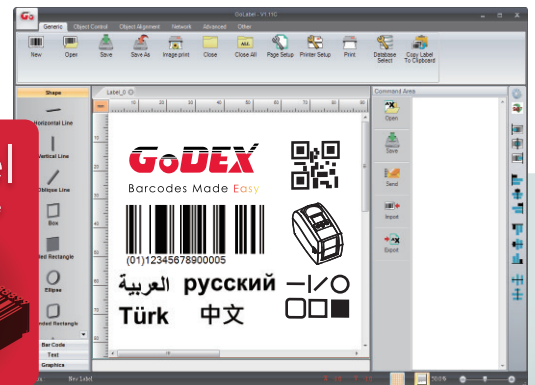 GoLabel - V1.11C
Generic Object Control Object Alignment Network Advanced Other
New Open Save Save As Image print Close Close All Page Setup Printer Setup Print Database Select Copy Label To Clipboard
Shape
Label_0
Command Area
Horizontal Line
Vertical Line
Oblique Line
Box
Ellipse
Bar Code
Text
Graphics
GoDEX
Barcodes Made Easy
(01)12345678900005
العربية русский
Türk 中文
Open
Save
Send
Import
Export
New Label